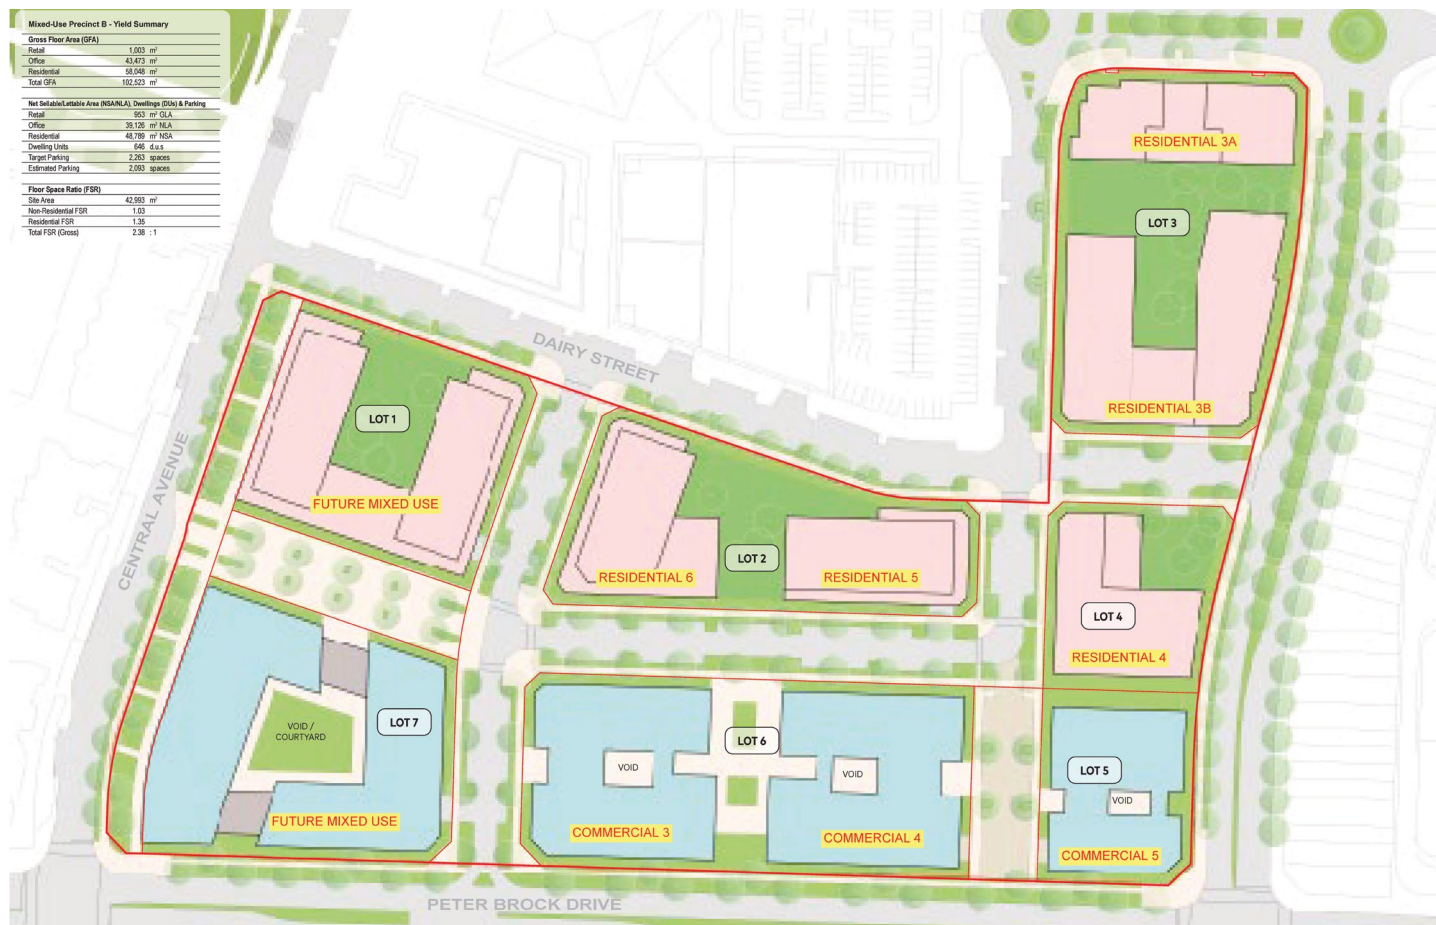 Mixed-Use Precinct B - Yield Summary
Gross Floor Area (GFA)
Retail 1,003 m²
Office 43,473 m²
Residential 58,048 m²
Total GFA 102,523 m²
Net Sellable/Lettable Area (NSA/NLA), Dwellings (DUs) & Parking
Retail 953 m² GLA
Office 39,126 m² NLA
Residential 48,789 m² NSA
Dwelling Units 646 d.u.s
Target Parking 2,263 spaces
Estimated Parking 2,093 spaces
Floor Space Ratio (FSR)
Site Area 42,993 m²
Non-Residential FSR 1.03
Residential FSR 1.35
Total FSR (Gross) 2.38 : 1
RESIDENTIAL 3A
LOT 3
RESIDENTIAL 3B
DAIRY STREET
CENTRAL AVENUE
LOT 1
FUTURE MIXED USE
LOT 2
RESIDENTIAL 6
RESIDENTIAL 5
LOT 4
RESIDENTIAL 4
VOID /
COURTYARD
LOT 7
FUTURE MIXED USE
LOT 6
VOID
VOID
COMMERCIAL 3
COMMERCIAL 4
LOT 5
VOID
COMMERCIAL 5
PETER BROCK DRIVE